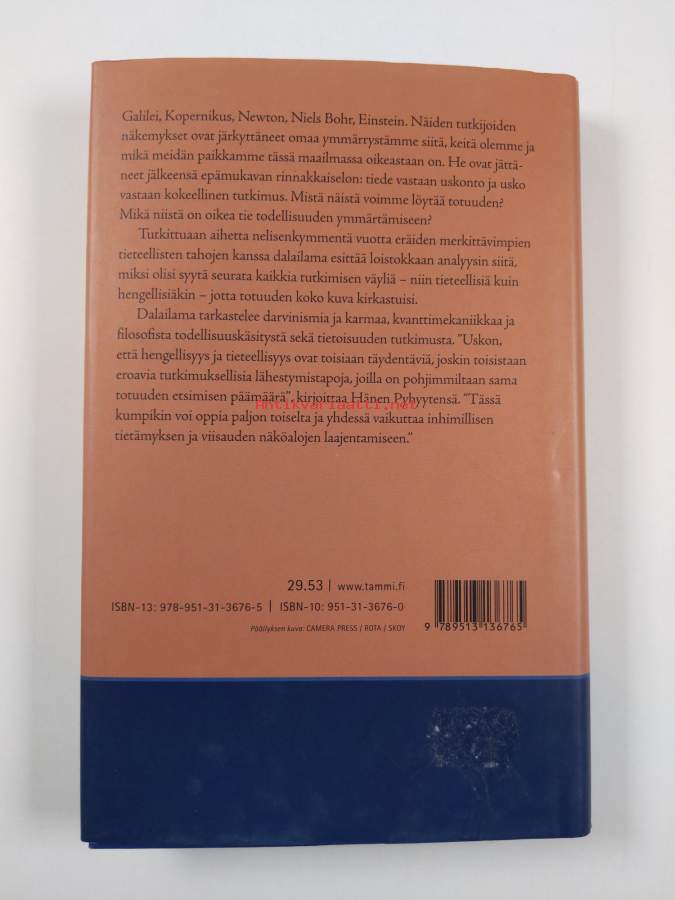 Galilei, Kopernikus, Newton, Niels Bohr, Einstein. Näiden tutkijoiden
näkemykset ovat järkyttäneet omaa ymmärrystämme siitä, keitä olemme ja
mikä meidän paikkamme tässä maailmassa oikeastaan on. He ovat jättä-
neet jälkeensä epämukavan rinnakkaiselon: tiede vastaan uskonto ja usko
vastaan kokeellinen tutkimus. Mistä näistä voimme löytää totuuden?
Mikä niistä on oikea tie todellisuuden ymmärtämiseen?
Tutkittuaan aihetta nelisenkymmentä vuotta eräiden merkittävimpien
tieteellisten tahojen kanssa dalailama esittää loistokkaan analyysin siitä,
miksi olisi syytä seurata kaikkia tutkimisen väyliä – niin tieteellisiä kuin
hengellisiäkin – jotta totuuden koko kuva kirkastuisi.
Dalailama tarkastelee darvinismia ja karmaa, kvanttimekaniikkaa ja
filosofista todellisuuskäsitystä sekä tietoisuuden tutkimusta. ”Uskon,
että hengellisyys ja tieteellisyys ovat toisiaan täydentäviä, joskin toisistaan
eroavia tutkimuksellisia lähestymistapoja, joilla on pohjimmiltaan sama
totuuden etsimisen päämäärä”, kirjoittaa Hänen Pyhyytensä. ”Tässä
Antikvariaatti.net
kumpikin voi oppia paljon toiselta ja yhdessä vaikuttaa inhimillisen
tietämyksen ja viisauden näköalojen laajentamiseen.”
29.53 | www.tammi.fi
ISBN-13: 978-951-31-3676-5 | ISBN-10: 951-31-3676-0
Päällyksen kuva: CAMERA PRESS / ROTA / SKOY
9 789513 136765